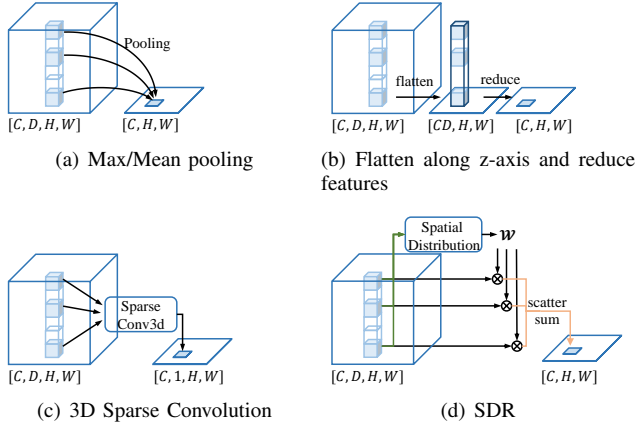 Pooling
[C, D, H, W]
[C, H, W]
(a) Max/Mean pooling
flatten
reduce
[C, D, H, W]
[CD, H, W]
[C, H, W]
(b) Flatten along z-axis and reduce
features
Sparse
Conv3d
[C, D, H, W]
[C, 1, H, W]
(c) 3D Sparse Convolution
Spatial
Distribution
𝒘
scatter
sum
[C, D, H, W]
[C, H, W]
(d) SDR